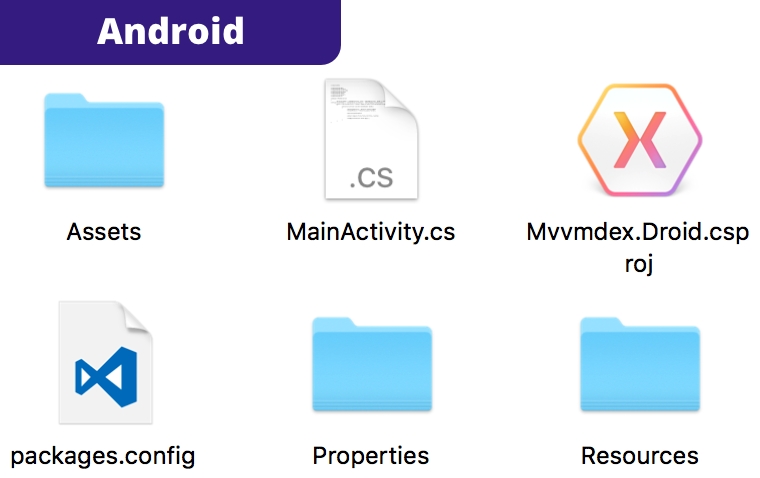 Android
.CS
Assets
MainActivity.cs
Mvvmdex.Droid.csp
roj
packages.config
Properties
Resources